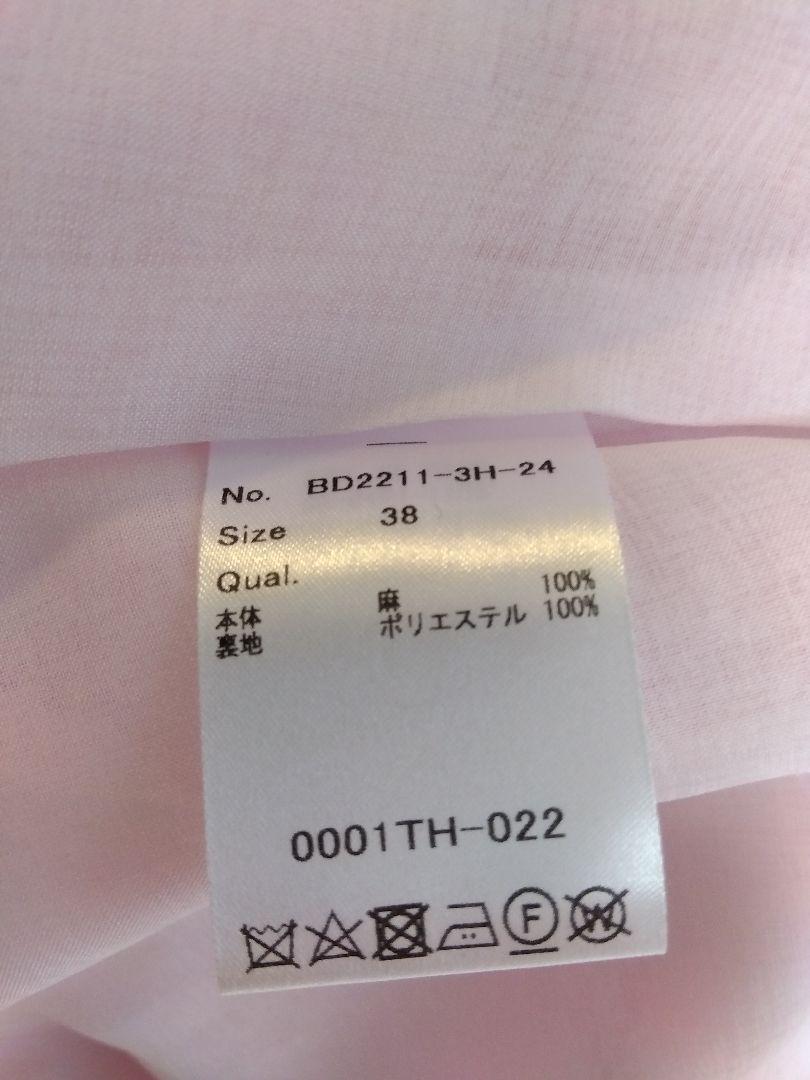 No. BD2211-3H-24
Size 38
Qual.
本体 麻 100%
裏地 ポリエステル 100%
0001TH-022
F W